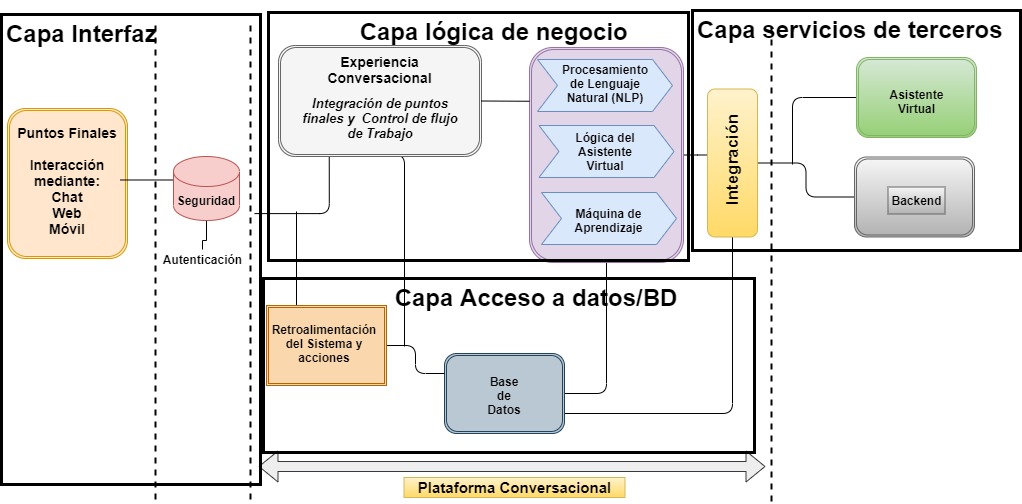 Capa Interfaz
Puntos Finales
Interacción
mediante:
Chat
Web
Móvil
Seguridad
Autenticación
Capa lógica de negocio
Experiencia
Conversacional
Integración de puntos
finales y Control de flujo
de Trabajo
Procesamiento
de Lenguaje
Natural (NLP)
Lógica del
Asistente
Virtual
Máquina de
Aprendizaje
Capa servicios de terceros
Integración
Asistente
Virtual
Backend
Capa Acceso a datos/BD
Retroalimentación
del Sistema y
acciones
Base
de
Datos
Plataforma Conversacional